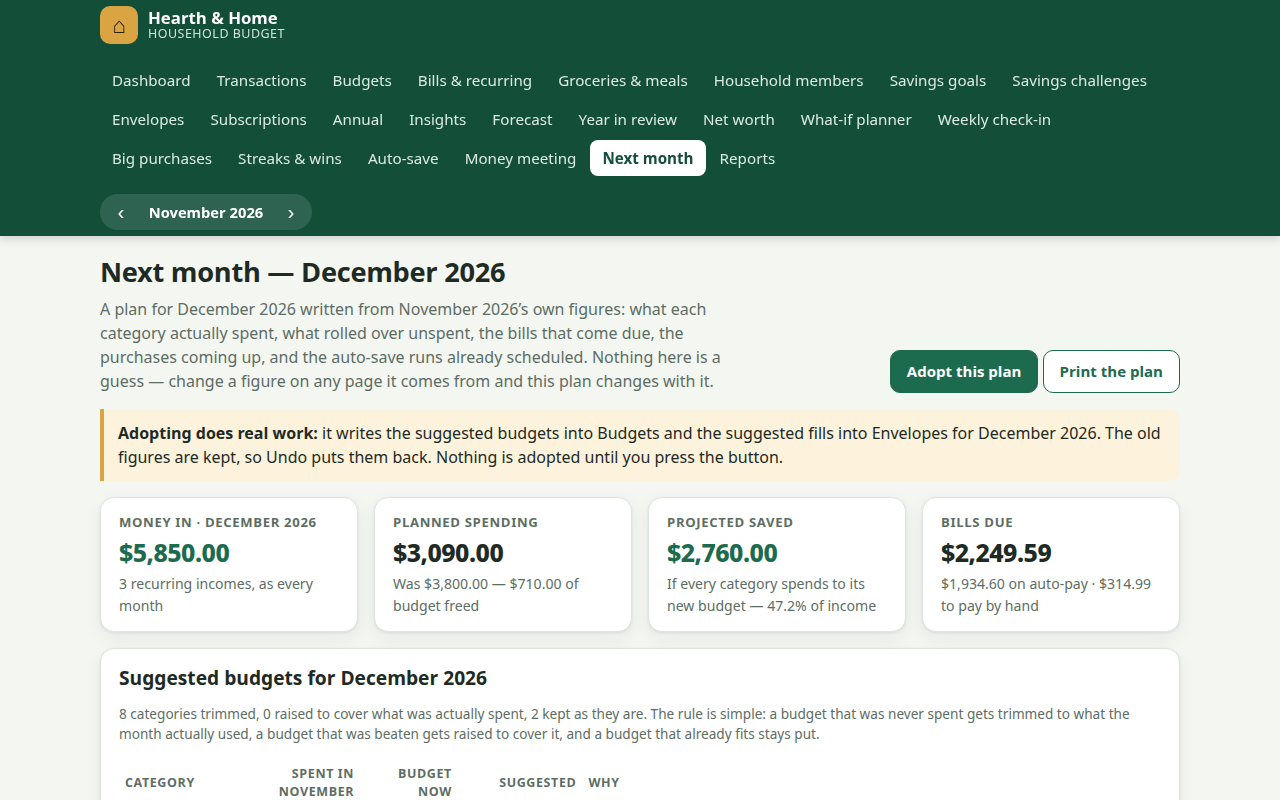 Hearth & Home
HOUSEHOLD BUDGET
Dashboard Transactions Budgets Bills & recurring Groceries & meals Household members Savings goals Savings challenges
Envelopes Subscriptions Annual Insights Forecast Year in review Net worth What-if planner Weekly check-in
Big purchases Streaks & wins Auto-save Money meeting Next month Reports
‹ November 2026 ›
Next month — December 2026
A plan for December 2026 written from November 2026’s own figures: what each
category actually spent, what rolled over unspent, the bills that come due, the
purchases coming up, and the auto-save runs already scheduled. Nothing here is a
guess — change a figure on any page it comes from and this plan changes with it.
Adopt this plan Print the plan
Adopting does real work: it writes the suggested budgets into Budgets and the suggested fills into Envelopes for December 2026. The old
figures are kept, so Undo puts them back. Nothing is adopted until you press the button.
MONEY IN · DECEMBER 2026
$5,850.00
3 recurring incomes, as every
month
PLANNED SPENDING
$3,090.00
Was $3,800.00 — $710.00 of
budget freed
PROJECTED SAVED
$2,760.00
If every category spends to its
new budget — 47.2% of income
BILLS DUE
$2,249.59
$1,934.60 on auto-pay · $314.99
to pay by hand
Suggested budgets for December 2026
8 categories trimmed, 0 raised to cover what was actually spent, 2 kept as they are. The rule is simple: a budget that was never spent gets trimmed to what the
month actually used, a budget that was beaten gets raised to cover it, and a budget that already fits stays put.
CATEGORY
SPENT IN
NOVEMBER
BUDGET
NOW
SUGGESTED
WHY